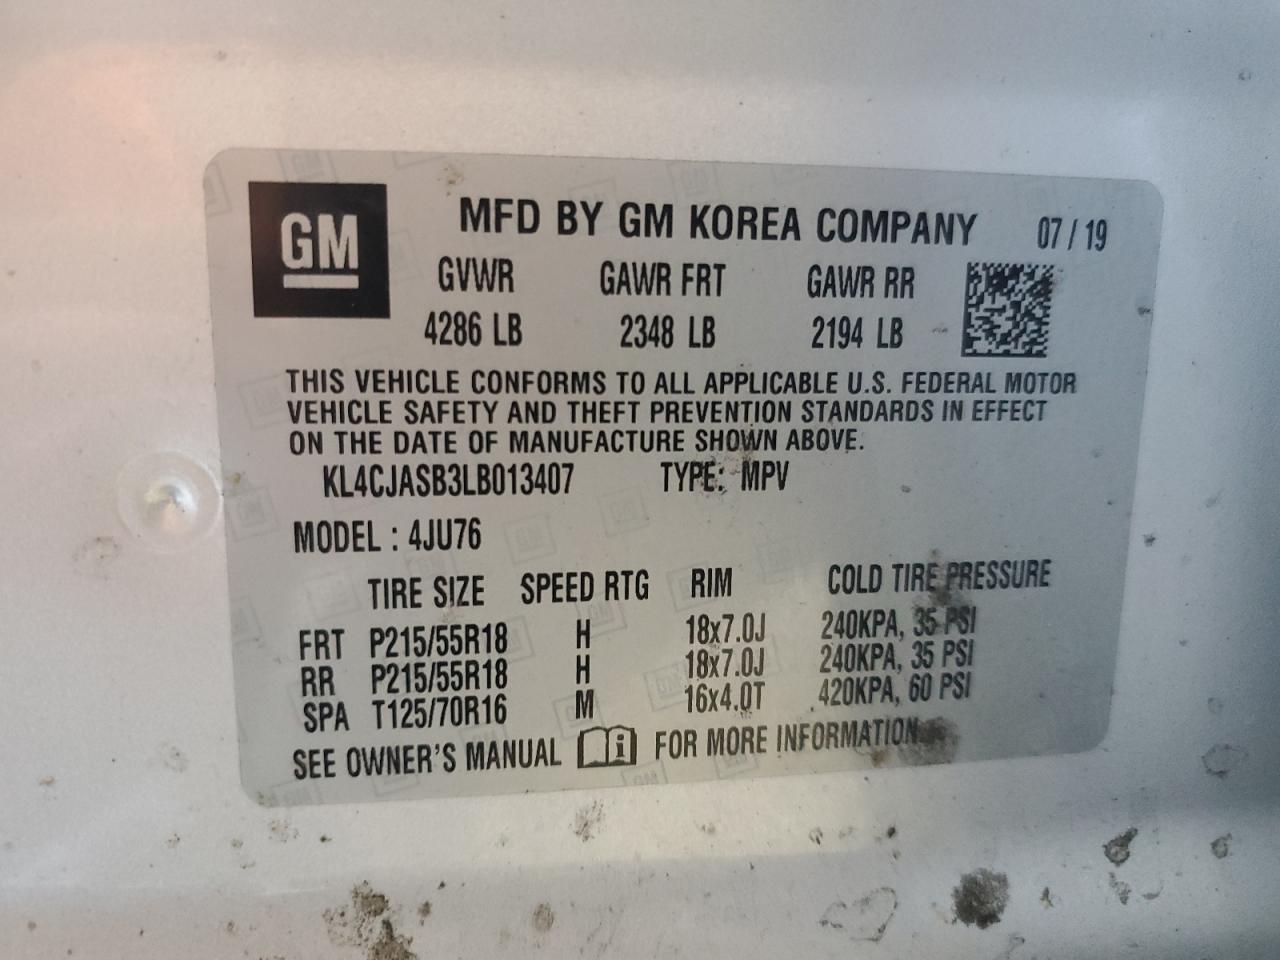 GM
MFD BY GM KOREA COMPANY 07 / 19
GVWR GAWR FRT GAWR RR
4286 LB 2348 LB 2194 LB
THIS VEHICLE CONFORMS TO ALL APPLICABLE U.S. FEDERAL MOTOR
VEHICLE SAFETY AND THEFT PREVENTION STANDARDS IN EFFECT
ON THE DATE OF MANUFACTURE SHOWN ABOVE.
KL4CJASB3LB013407 TYPE: MPV
MODEL : 4JU76
TIRE SIZE SPEED RTG RIM COLD TIRE PRESSURE
FRT P215/55R18 H 18x7.0J 240KPA, 35 PSI
RR P215/55R18 H 18x7.0J 240KPA, 35 PSI
SPA T125/70R16 M 16x4.0T 420KPA, 60 PSI
SEE OWNER'S MANUAL i FOR MORE INFORMATION